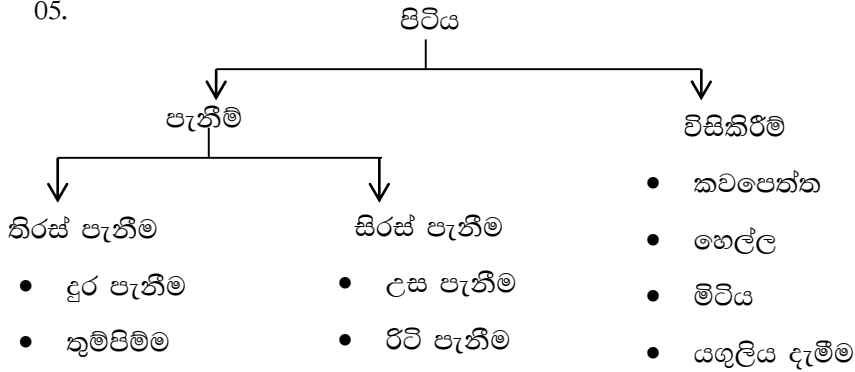 05.
පිටිය
පැනීම්
විසිකිරීම්
තිරස් පැනීම
• දුර පැනීම
• තුම්පිම්ම
සිරස් පැනීම
• උස පැනීම
• රිටි පැනීම
• කවපෙත්ත
• හෙල්ල
• මිටිය
• යගුලිය දැමීම